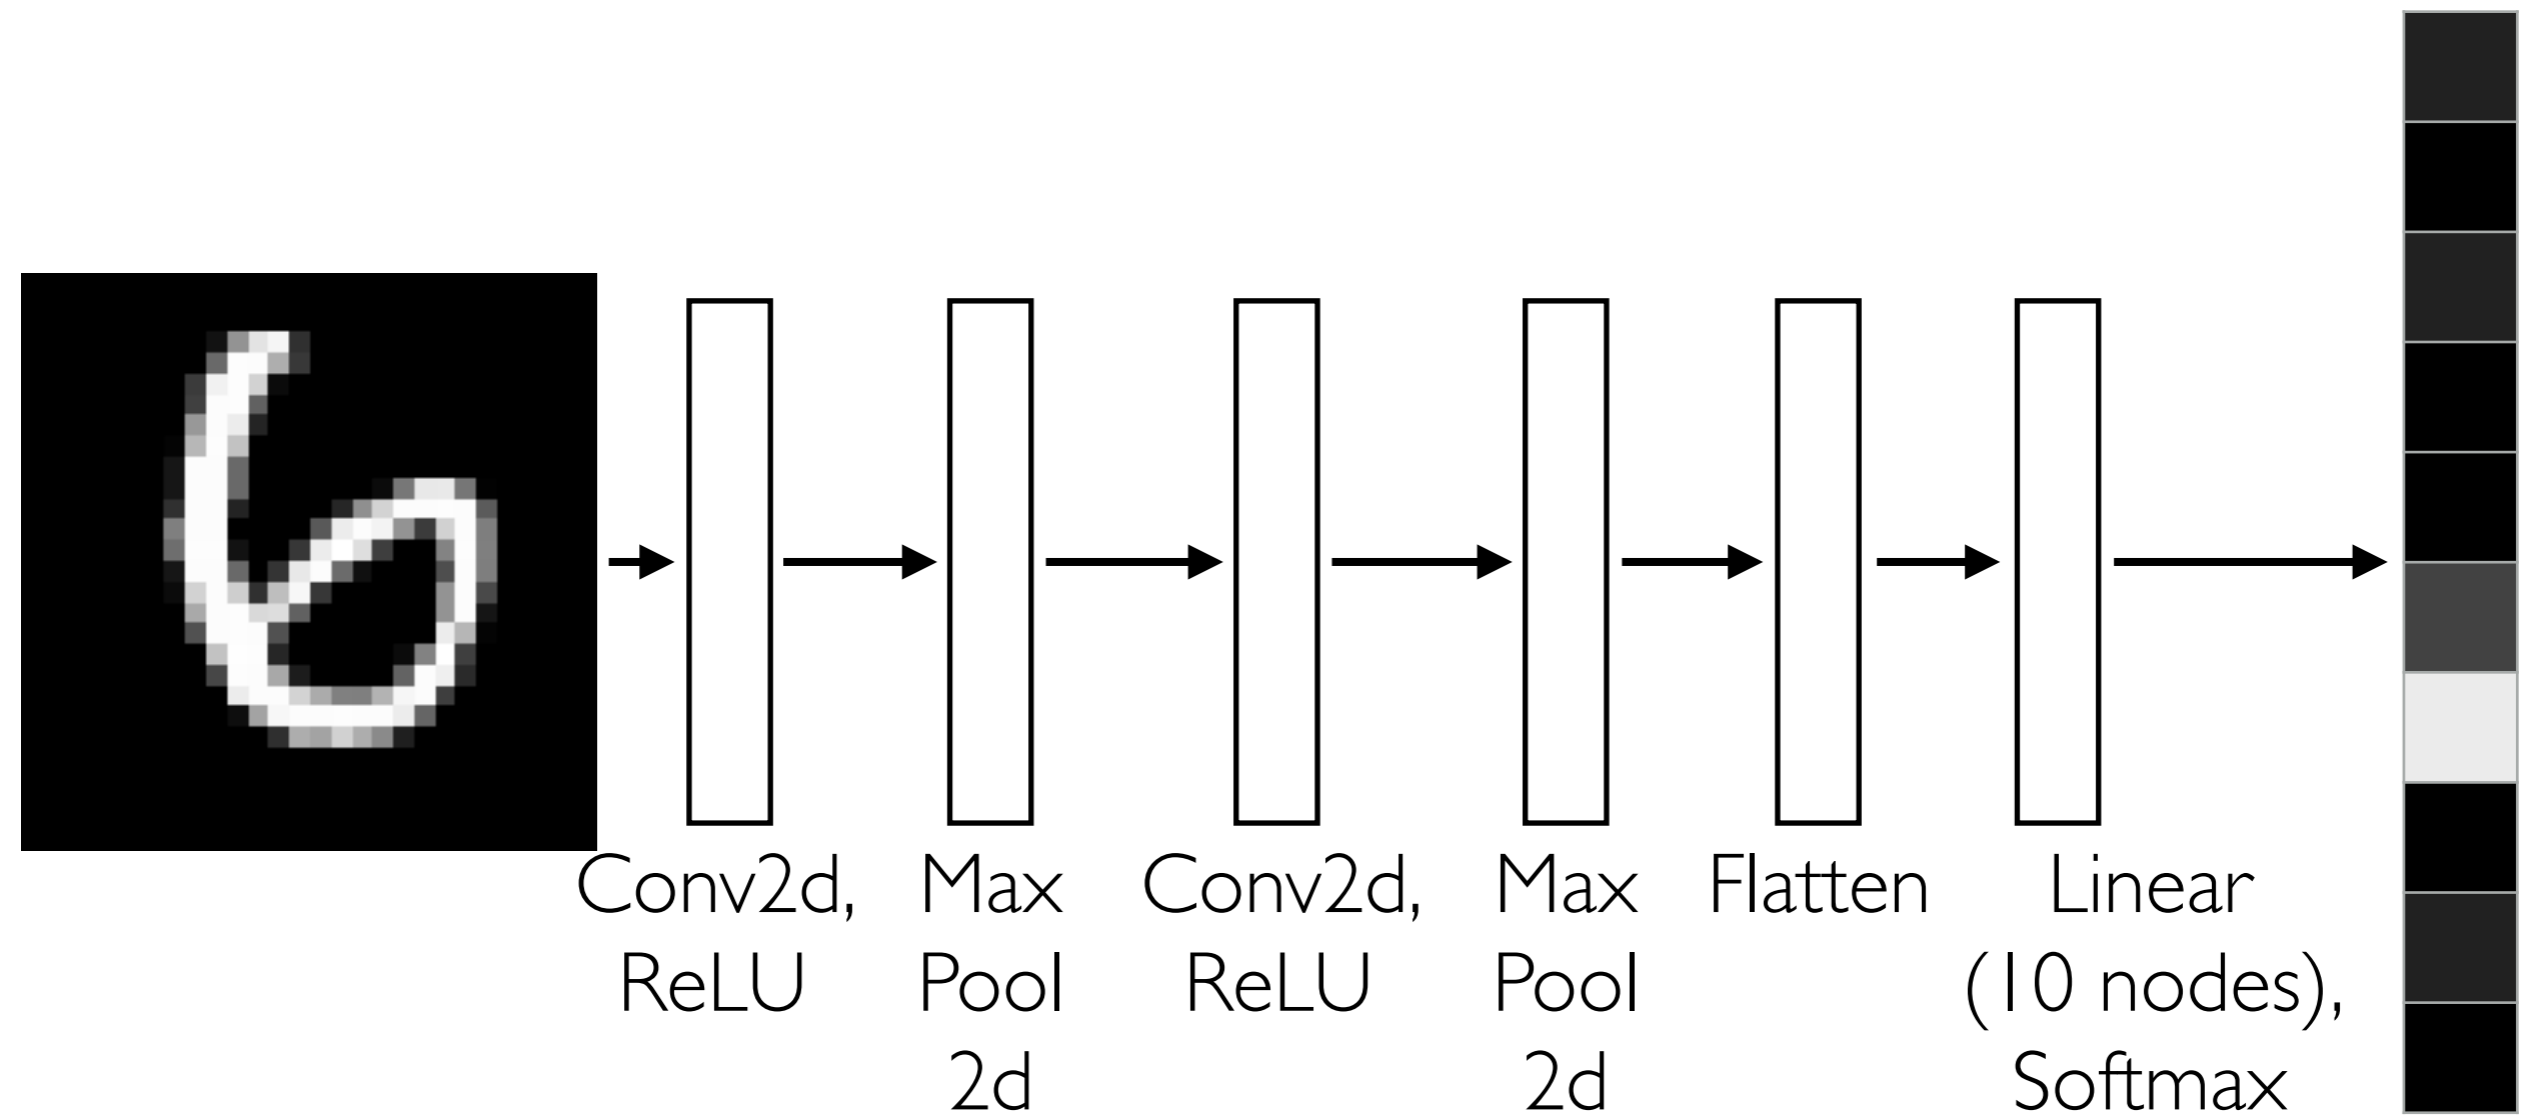 Conv2d,
ReLU
Max
Pool
2d
Conv2d,
ReLU
Max
Pool
2d
Flatten
Linear
(10 nodes),
Softmax